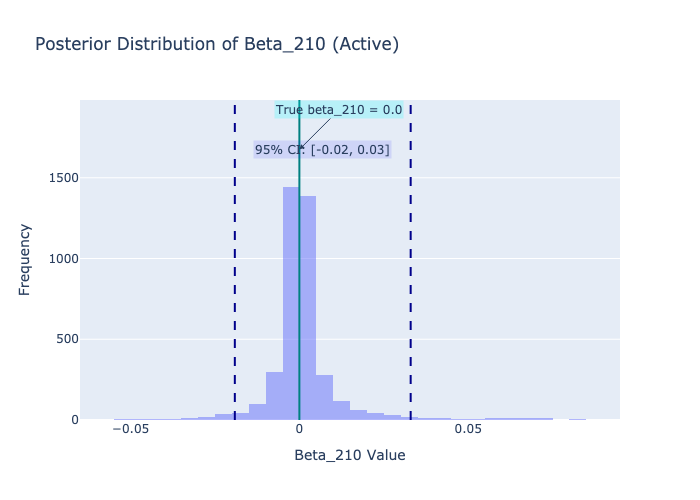 Posterior Distribution of Beta_210 (Active)
True beta_210 = 0.0
95% CI: [-0.02, 0.03]
1500
1000
500
0
Frequency
−0.05
0
0.05
Beta_210 Value